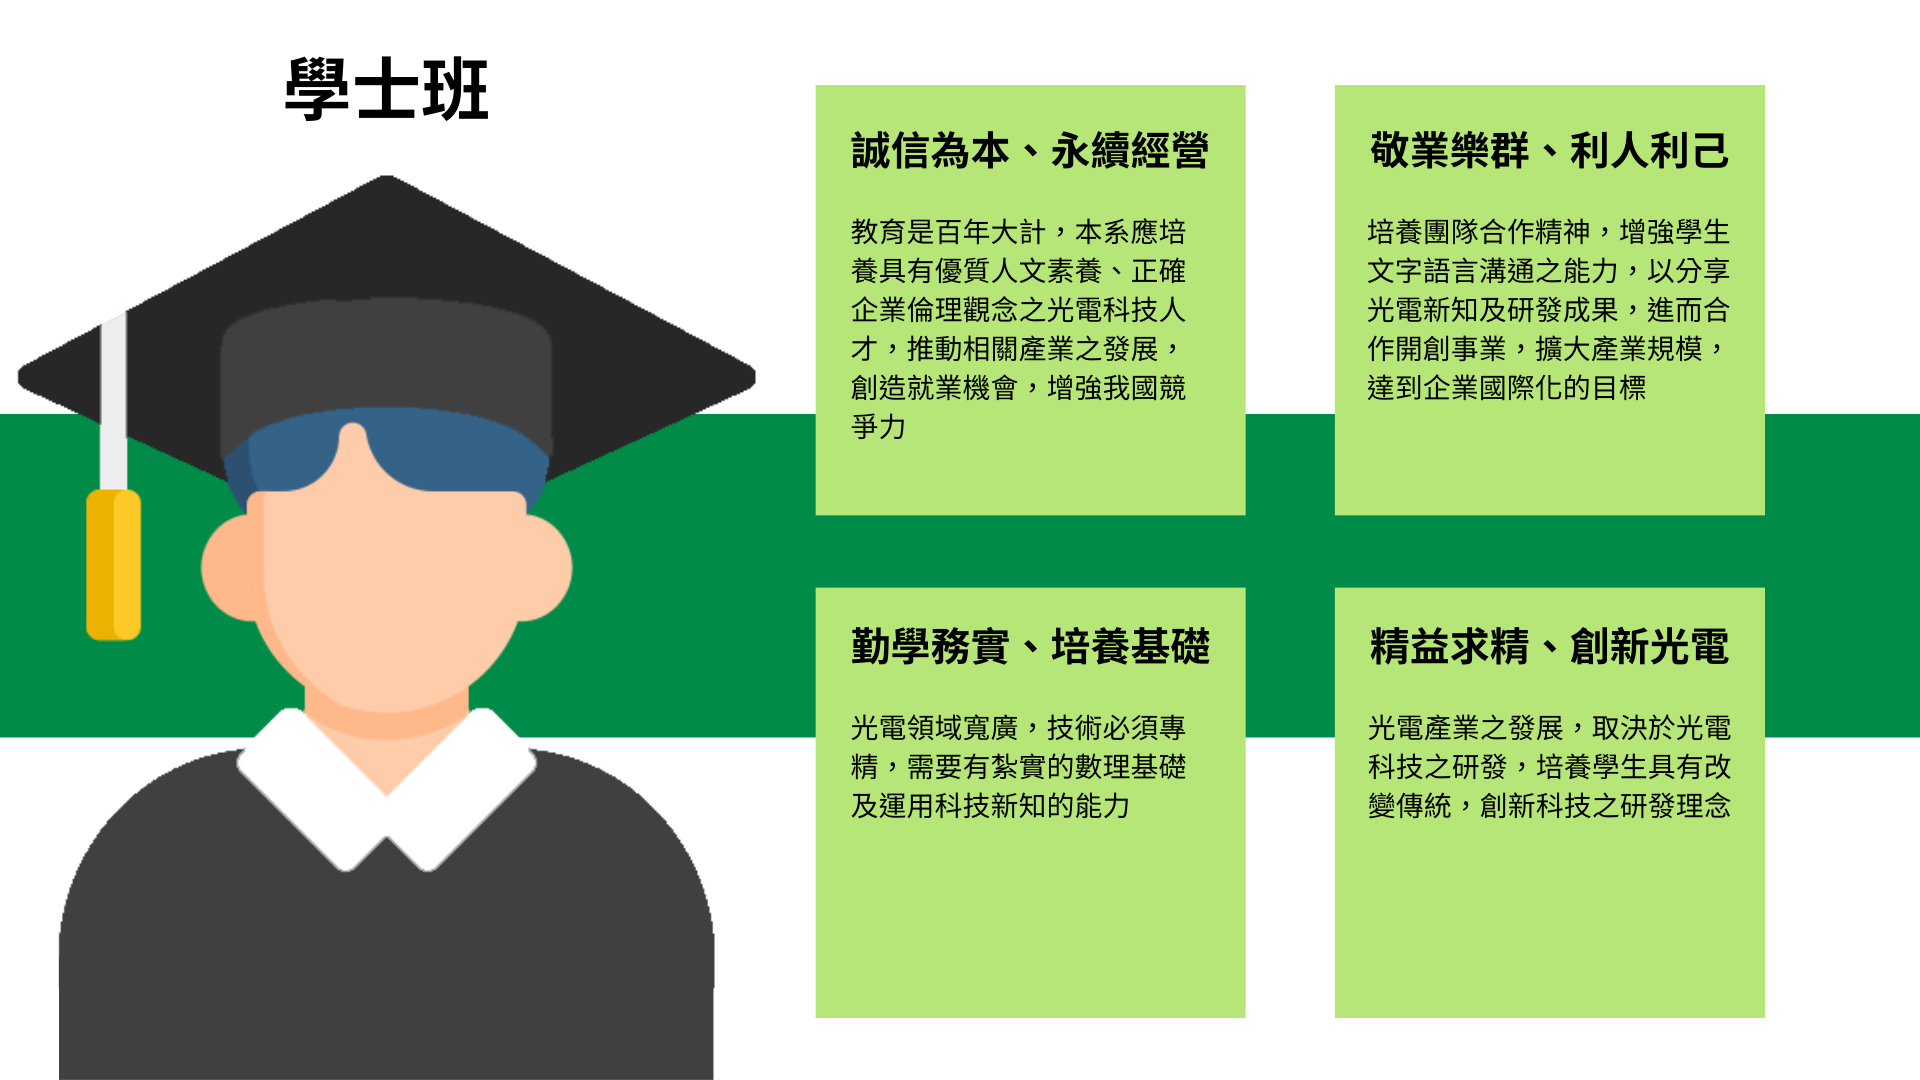 學士班
誠信為本、永續經營
教育是百年大計，本系應培
養具有優質人文素養、正確
企業倫理觀念之光電科技人
才，推動相關產業之發展，
創造就業機會，增強我國競
爭力
敬業樂群、利人利己
培養團隊合作精神，增強學生
文字語言溝通之能力，以分享
光電新知及研發成果，進而合
作開創事業，擴大產業規模，
達到企業國際化的目標
勤學務實、培養基礎
光電領域寬廣，技術必須專
精，需要有紮實的數理基礎
及運用科技新知的能力
精益求精、創新光電
光電產業之發展，取決於光電
科技之研發，培養學生具有改
變傳統，創新科技之研發理念